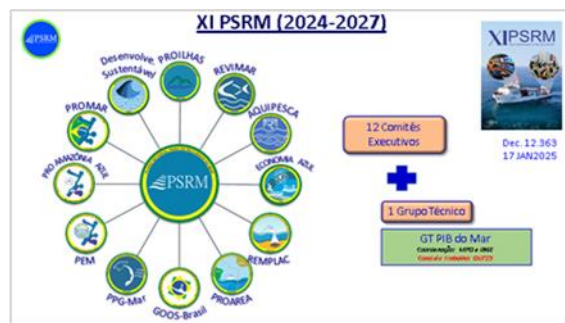 XI PSRM (2024-2027)
PSRM
XIPSRM
Desenvolve. Sustentável
PROILHAS
REVIMAR
AQUIPESCA
ECONOMIA AZUL
REMPLAC
PROAREA
GOOS-Brasil
PPG-Mar
PEM
PRO AMAZÔNIA AZUL
PROMAR
PSRM
12 Comitês
Executivos
Dec. 12.363
17 JAN2025
1 Grupo Técnico
GT PIB do Mar